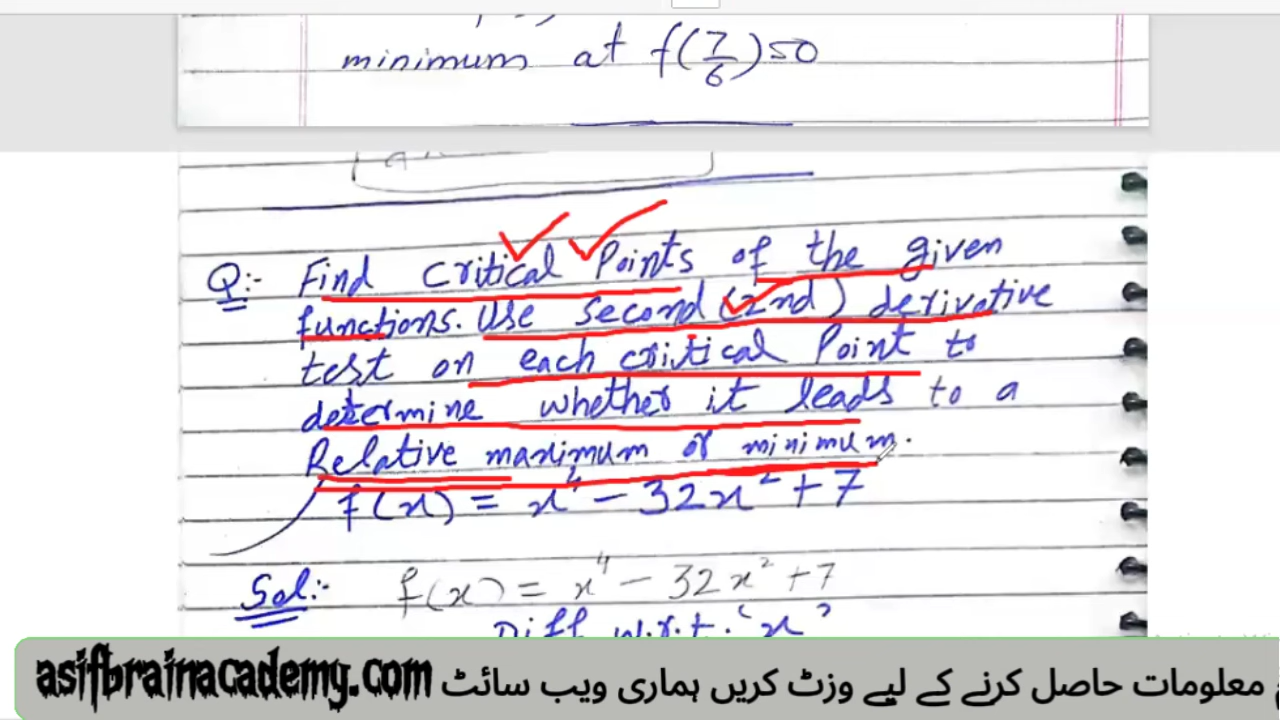 minimum at f(7/6)50
Q:- Find Critical Points of the given
functions. Use Second (2nd) derivative
test on each critical Point to
determine whether it leads to a
Relative maximum or minimum.
f(x) = x⁴ - 32x² + 7
Sol:- f(x) = x⁴ - 32x² + 7
Diff w.r.t. 'x'
asifbrainacademy.com معلومات حاصل کرنے کے لیے وزٹ کریں ہماری ویب سائٹ